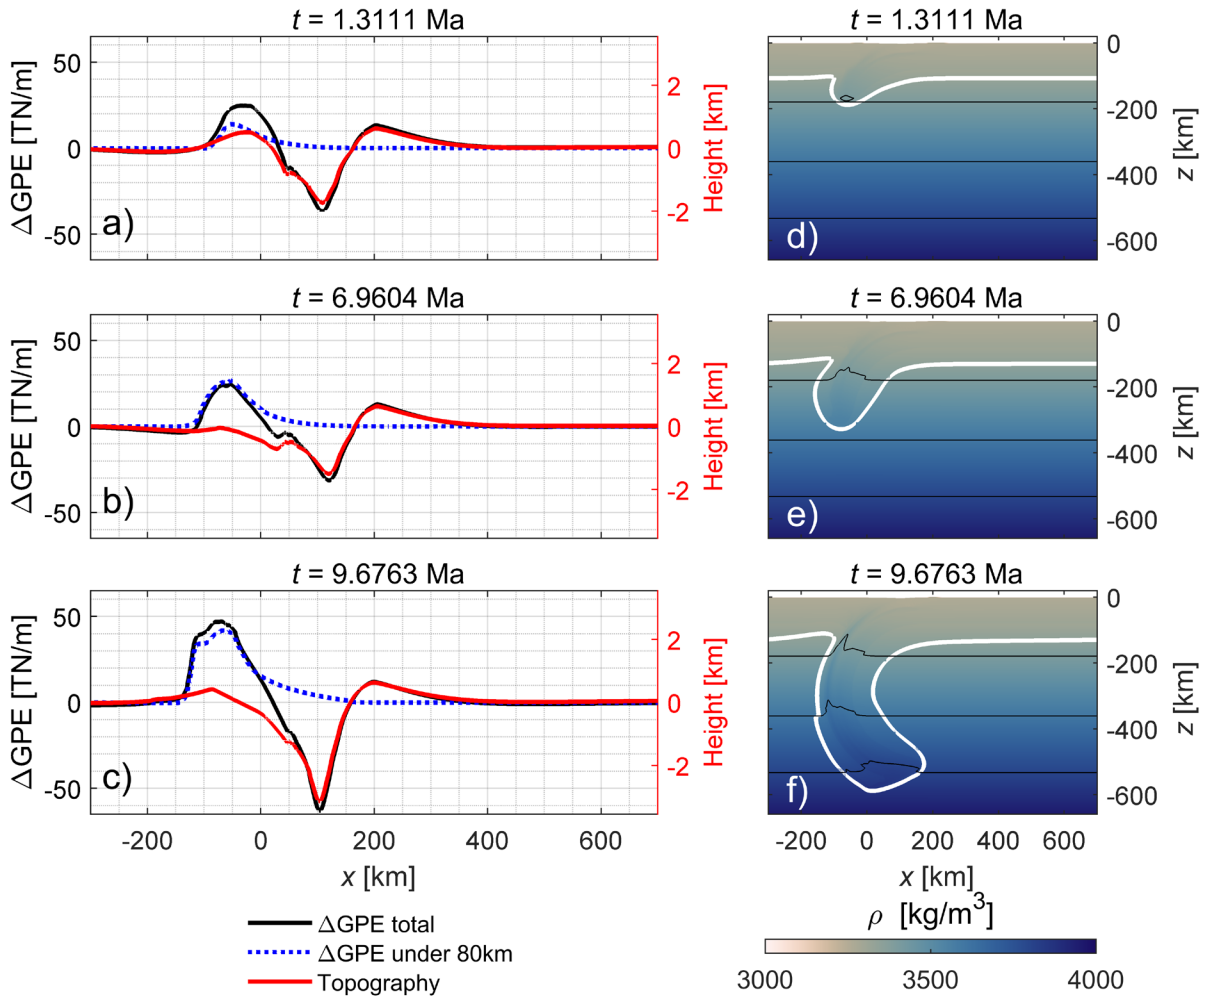 t = 1.3111 Ma
50
0
-50
ΔGPE [TN/m]
a)
2
0
-2
Height [km]
t = 1.3111 Ma
d)
0
-200
-400
-600
z [km]
t = 6.9604 Ma
50
0
-50
ΔGPE [TN/m]
b)
2
0
-2
Height [km]
t = 6.9604 Ma
e)
0
-200
-400
-600
z [km]
t = 9.6763 Ma
50
0
-50
ΔGPE [TN/m]
c)
2
0
-2
Height [km]
-200 0 200 400 600
x [km]
t = 9.6763 Ma
f)
0
-200
-400
-600
z [km]
-200 0 200 400 600
x [km]
ΔGPE total
ΔGPE under 80km
Topography
ρ [kg/m³]
3000 3500 4000